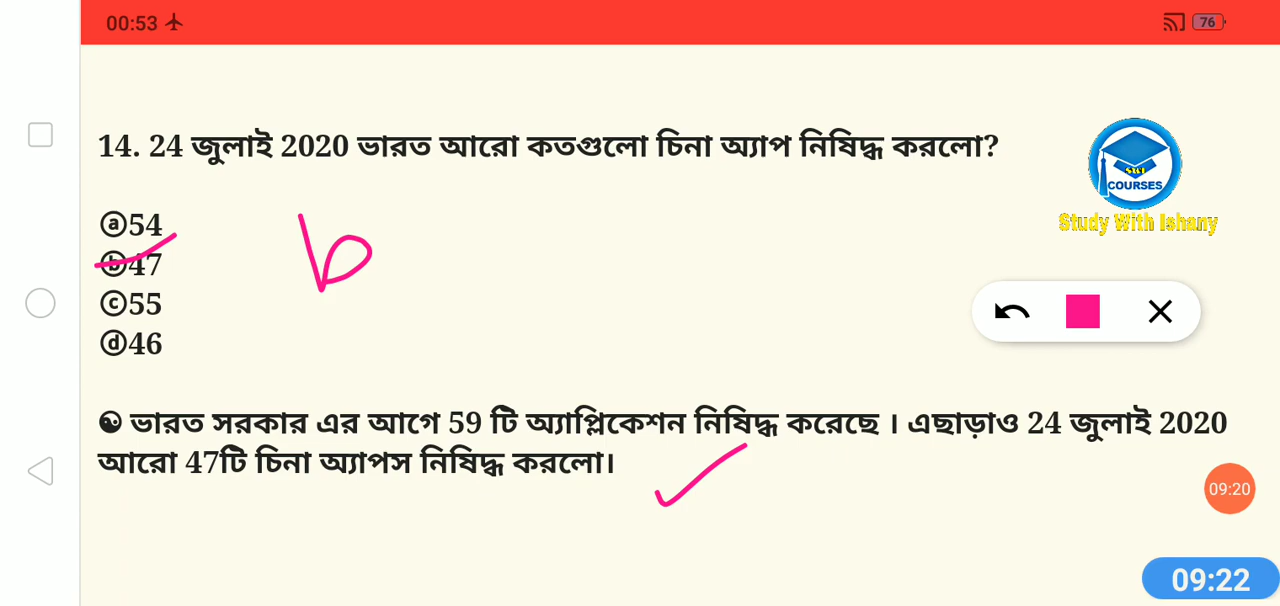 00:53
76
14. 24 জুলাই 2020 ভারত আরো কতগুলো চিনা অ্যাপ নিষিদ্ধ করলো?
ⓐ54
ⓑ47
ⓒ55
ⓓ46
b
COURSES
Study With Ishany
☯ ভারত সরকার এর আগে 59 টি অ্যাপ্লিকেশন নিষিদ্ধ করেছে । এছাড়াও 24 জুলাই 2020
আরো 47টি চিনা অ্যাপস নিষিদ্ধ করলো।
09:20
09:22